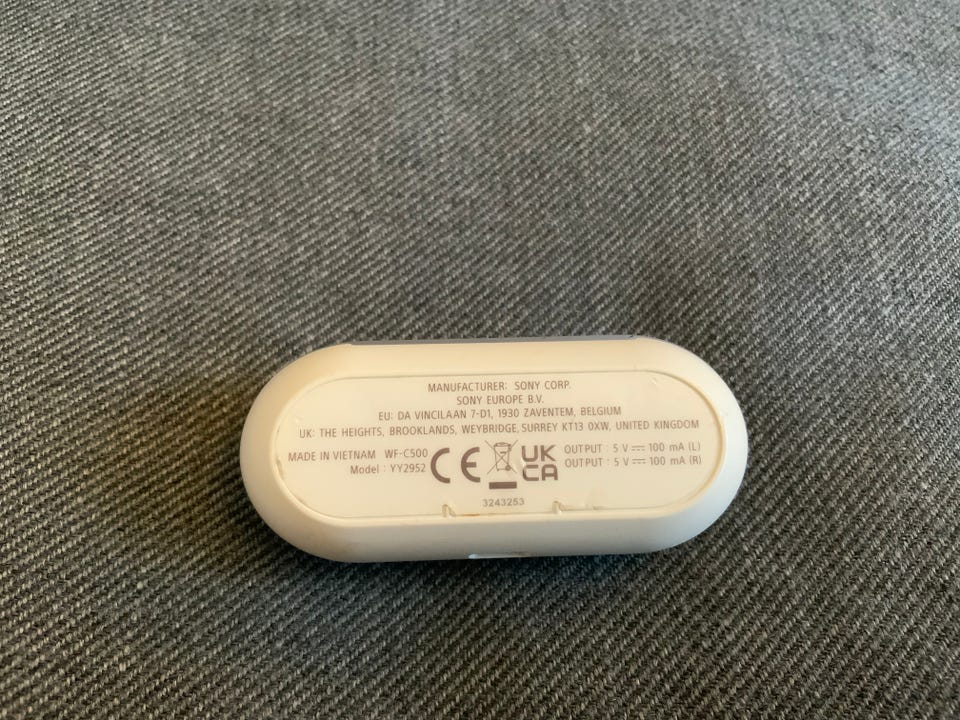 MANUFACTURER: SONY CORP.
SONY EUROPE B.V.
EU: DA VINCILAAN 7-D1, 1930 ZAVENTEM, BELGIUM
UK: THE HEIGHTS, BROOKLANDS, WEYBRIDGE, SURREY KT13 0XW, UNITED KINGDOM
MADE IN VIETNAM WF-C500
Model : YY2952
CE
UK
CA
OUTPUT : 5 V ⎓ 100 mA (L)
OUTPUT : 5 V ⎓ 100 mA (R)
3243253